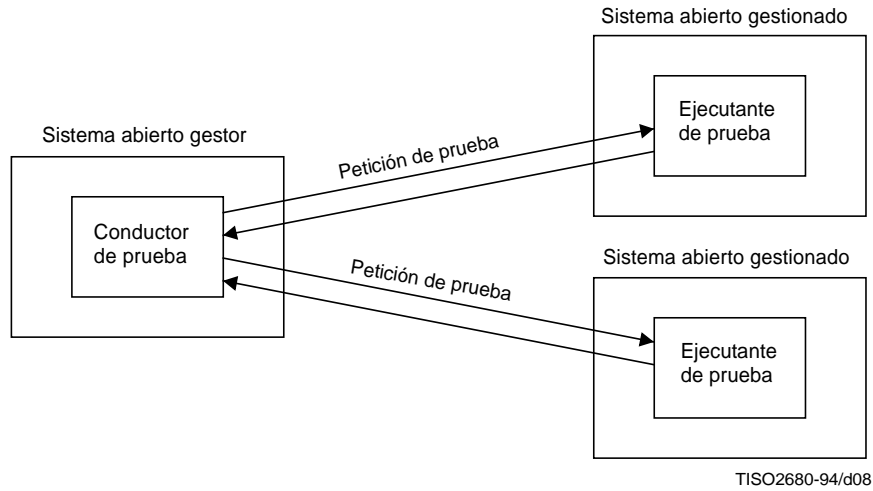 Sistema abierto gestionado
Ejecutante
de prueba
Sistema abierto gestor
Petición de prueba
Conductor
de prueba
Petición de prueba
Sistema abierto gestionado
Ejecutante
de prueba
TISO2680-94/d08